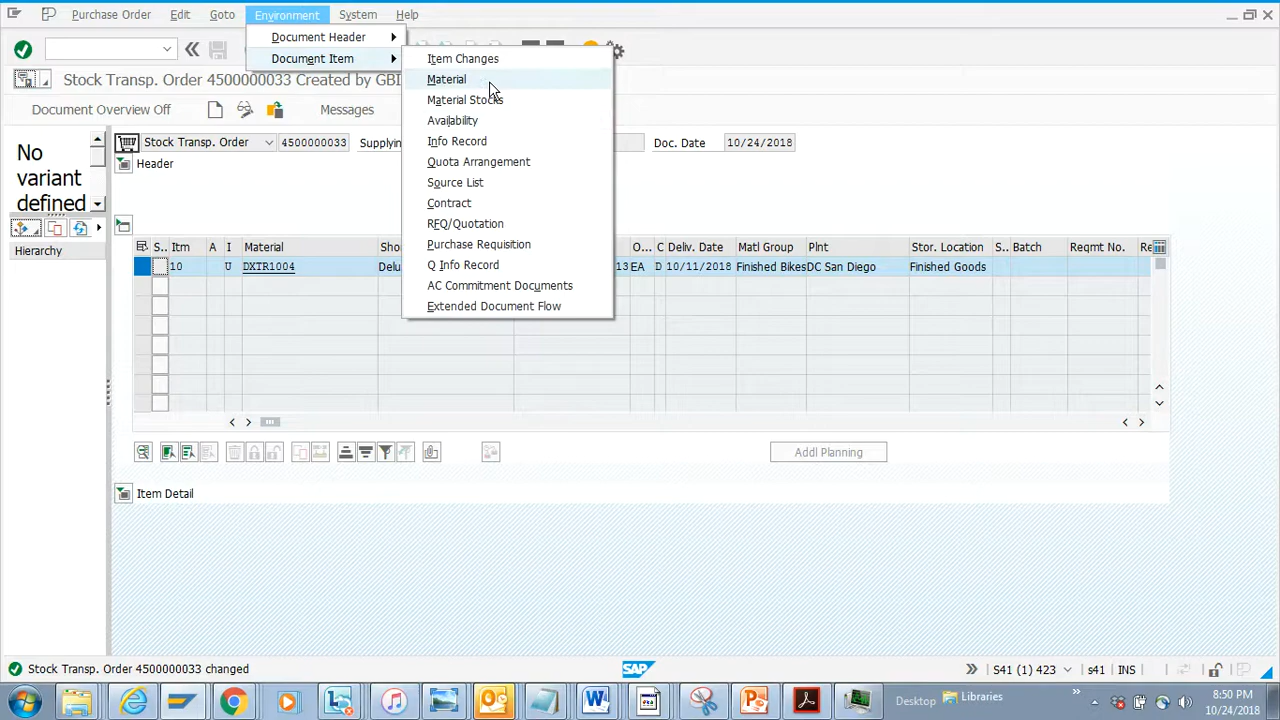 Purchase Order Edit Goto Environment System Help
Document Header
Document Item
Item Changes
Material
Material Stocks
Availability
Info Record
Quota Arrangement
Source List
Contract
RFQ/Quotation
Purchase Requisition
Q Info Record
AC Commitment Documents
Extended Document Flow
Stock Transp. Order 4500000033 Created by GBI
Document Overview Off Messages
No
variant
defined
Hierarchy
Stock Transp. Order 4500000033 Supplying Doc. Date 10/24/2018
Header
S.. Itm A I Material Sho O... C Deliv. Date Matl Group Plnt Stor. Location S.. Batch Reqmt No. Re
10 U DXTR1004 Delu 13 EA D 10/11/2018 Finished Bikes DC San Diego Finished Goods
Addl Planning
Item Detail
Stock Transp. Order 4500000033 changed
SAP
S41 (1) 423 s41 INS
Desktop Libraries
8:50 PM
10/24/2018